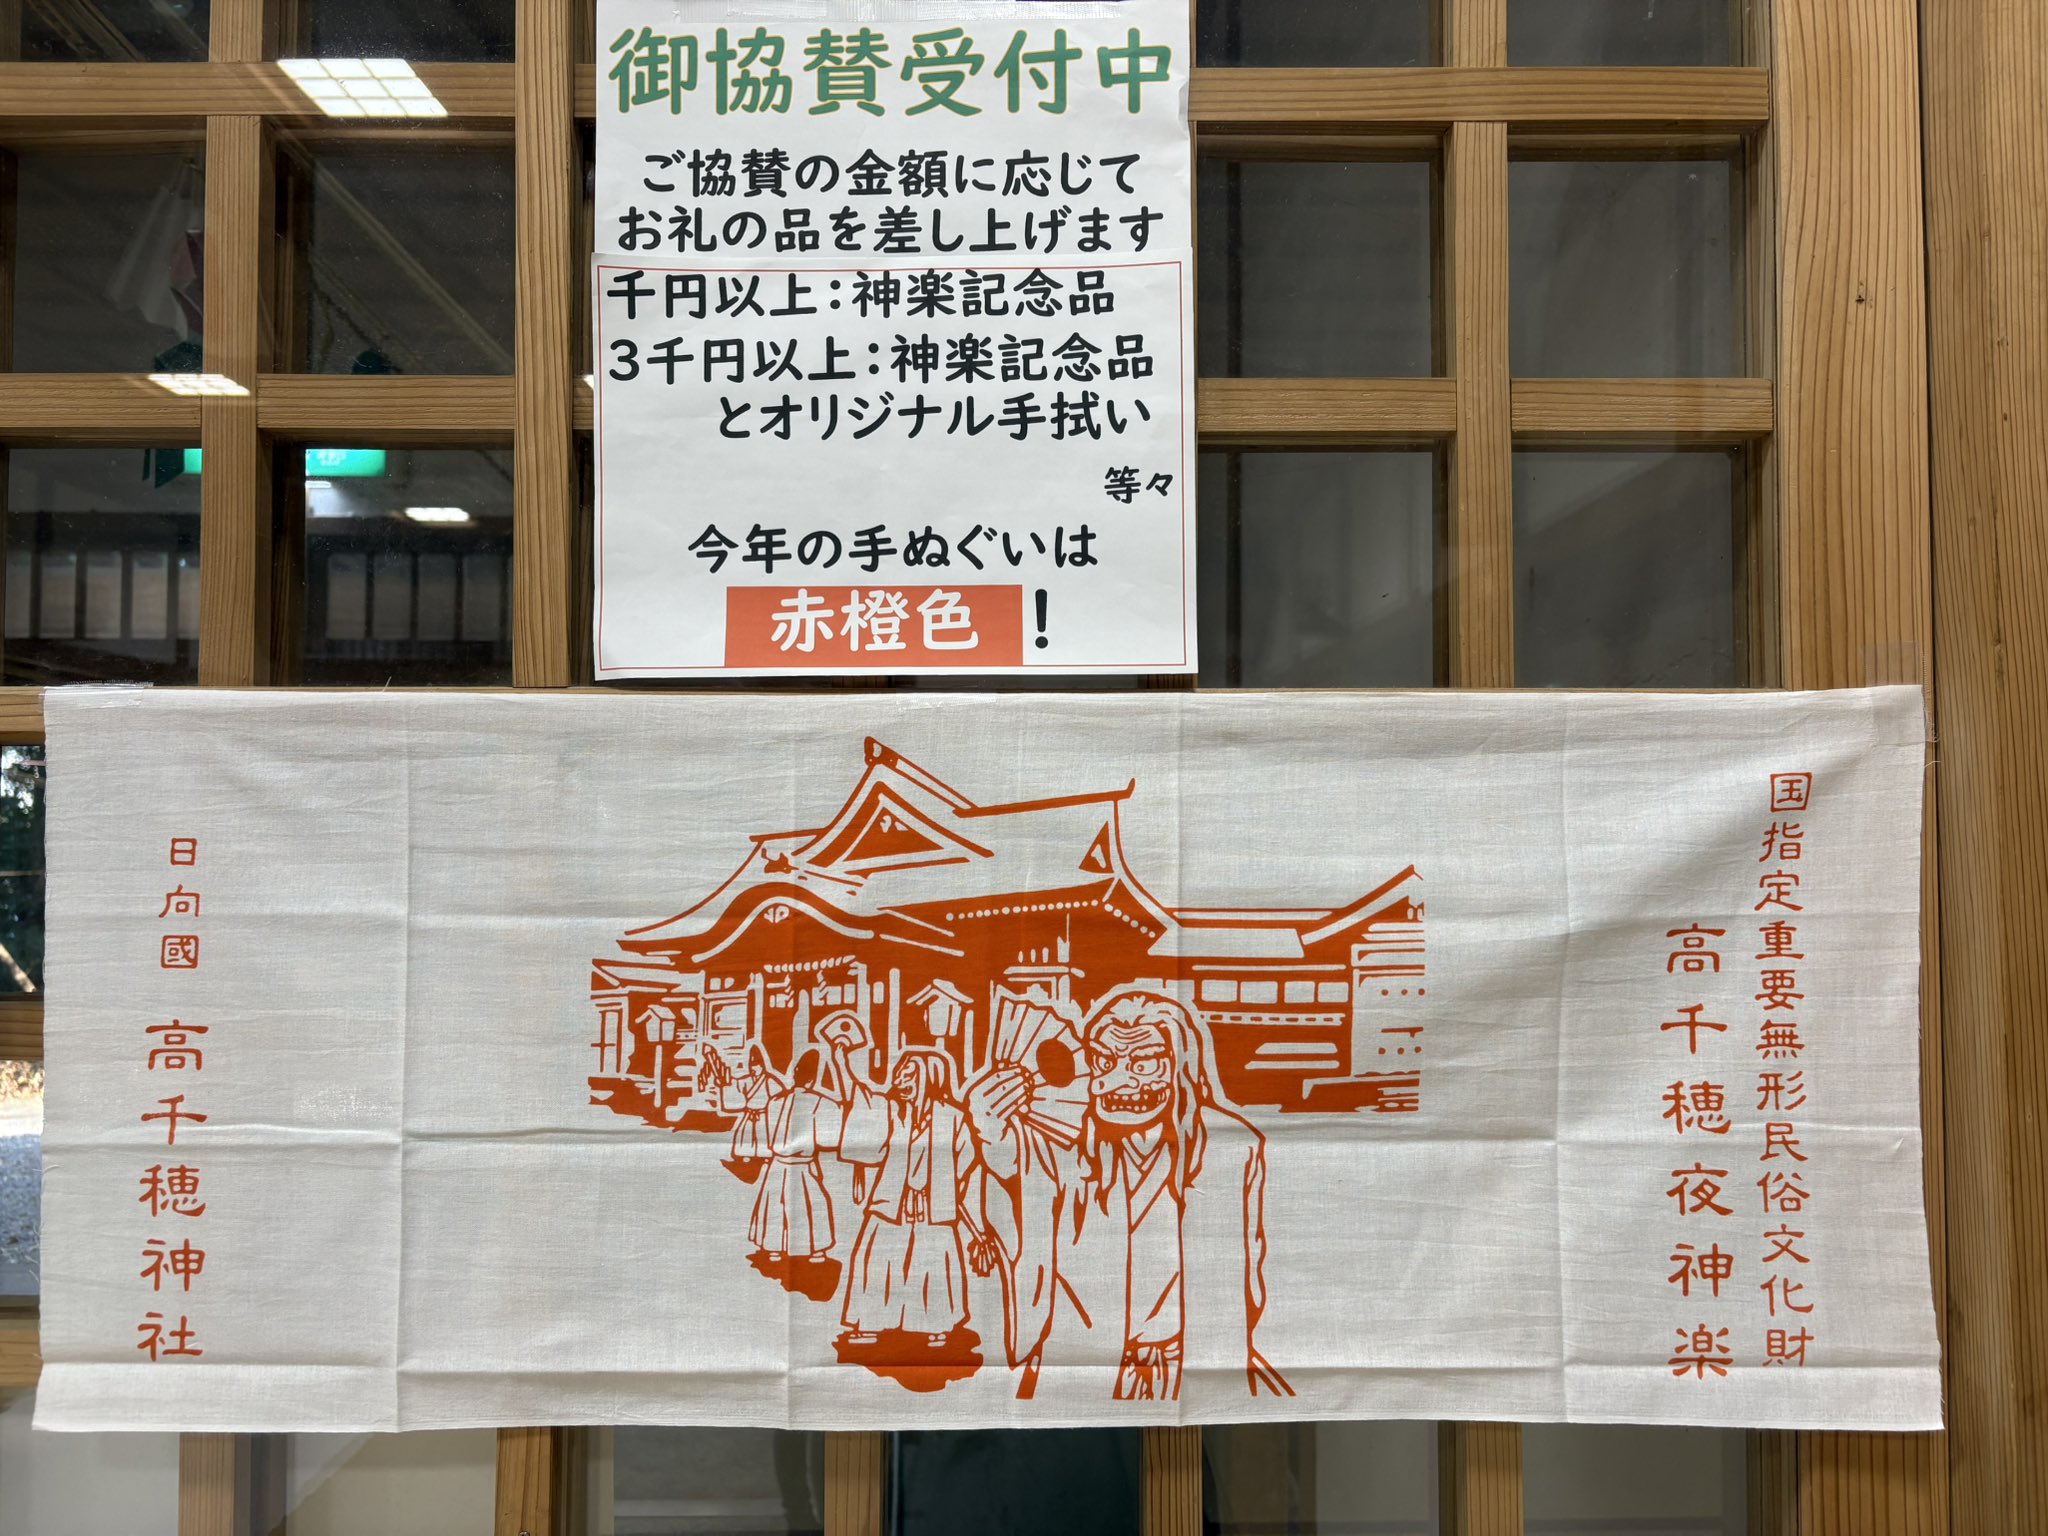 御協賛受付中
ご協賛の金額に応じて
お礼の品を差し上げます
千円以上：神楽記念品
3千円以上：神楽記念品
とオリジナル手拭い
等々
今年の手ぬぐいは
赤橙色！
国指定重要無形民俗文化財
高千穂夜神楽
日向國 高千穂神社